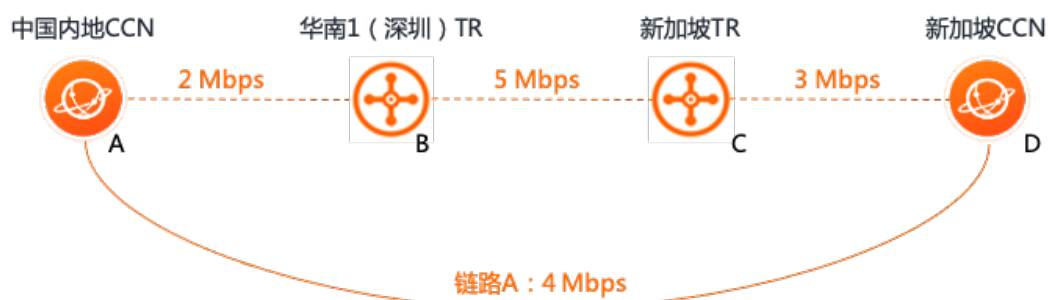 中国内地CCN
华南1（深圳）TR
新加坡TR
新加坡CCN
2 Mbps
5 Mbps
3 Mbps
A
B
C
D
链路A：4 Mbps